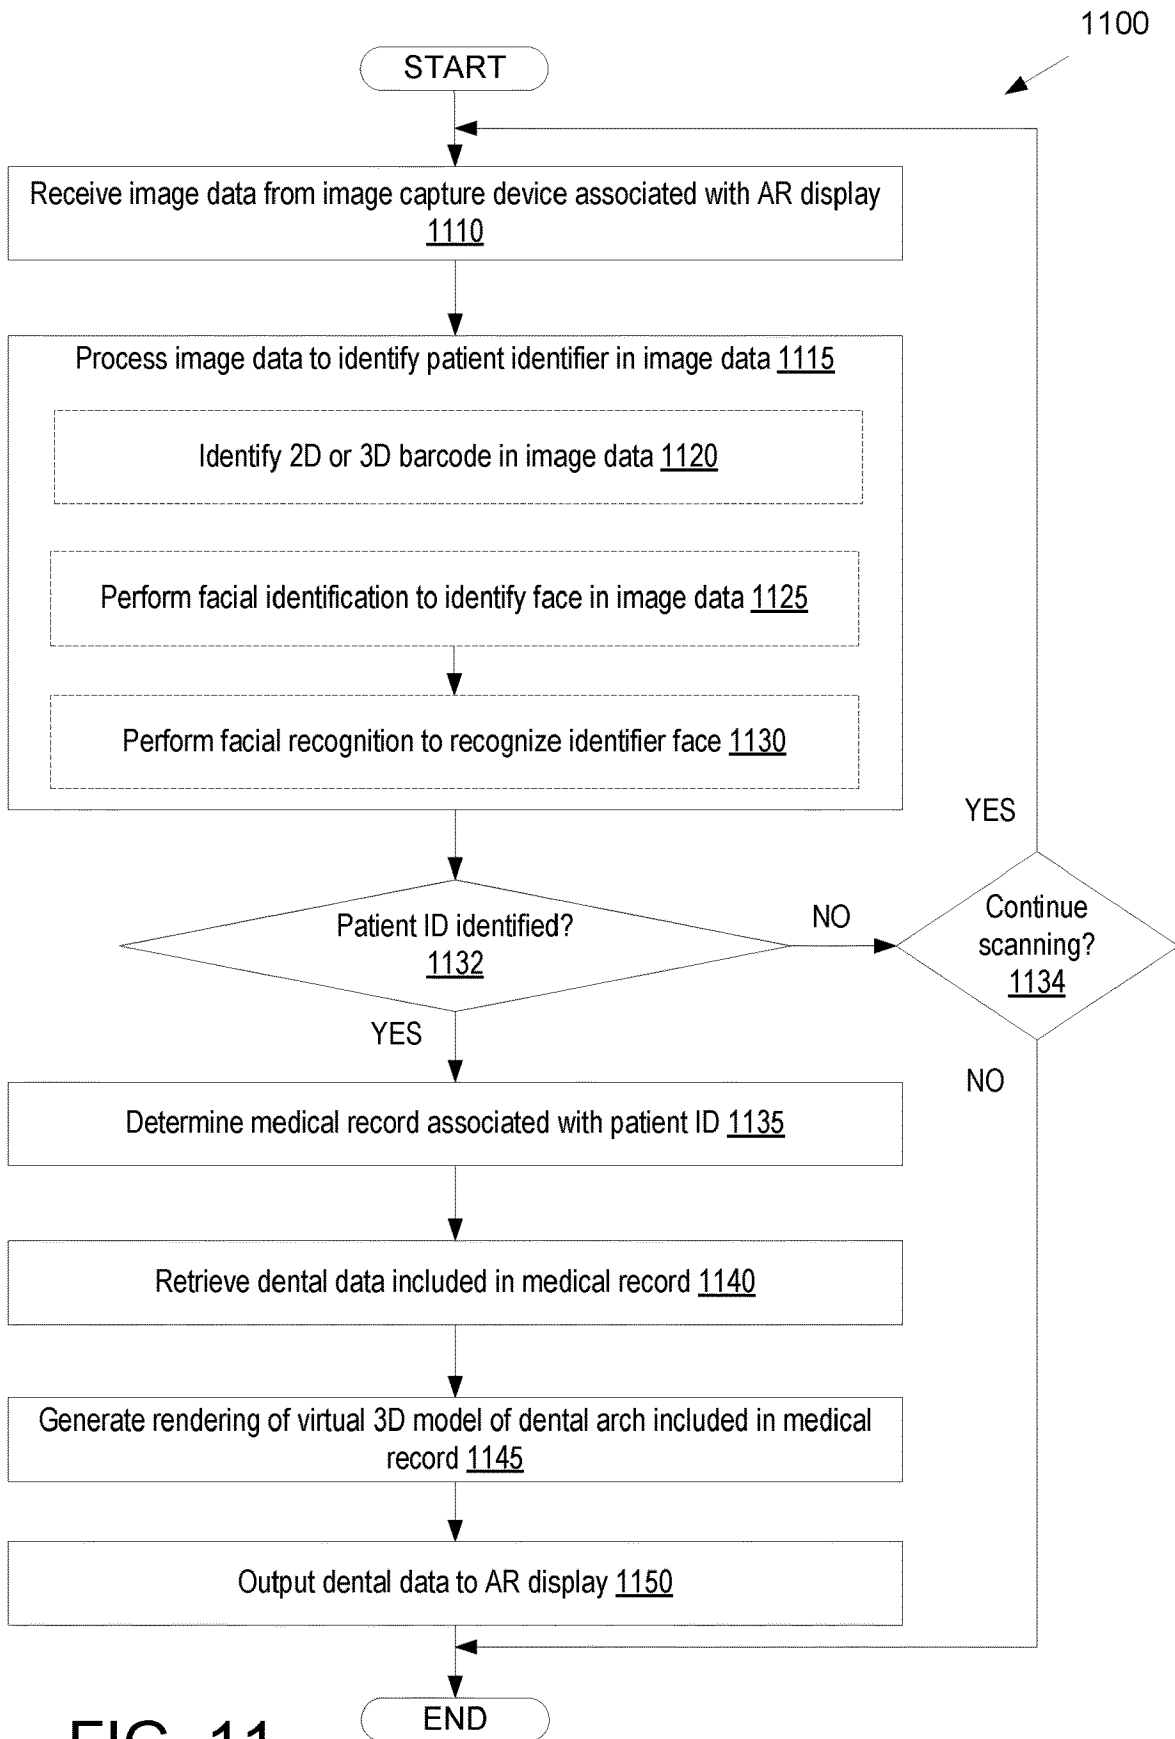 1100
START
Receive image data from image capture device associated with AR display
1110
Process image data to identify patient identifier in image data 1115
Identify 2D or 3D barcode in image data 1120
Perform facial identification to identify face in image data 1125
Perform facial recognition to recognize identifier face 1130
YES
Patient ID identified?
1132
NO
Continue
scanning?
1134
YES
NO
Determine medical record associated with patient ID 1135
Retrieve dental data included in medical record 1140
Generate rendering of virtual 3D model of dental arch included in medical
record 1145
Output dental data to AR display 1150
END
FIG. 11